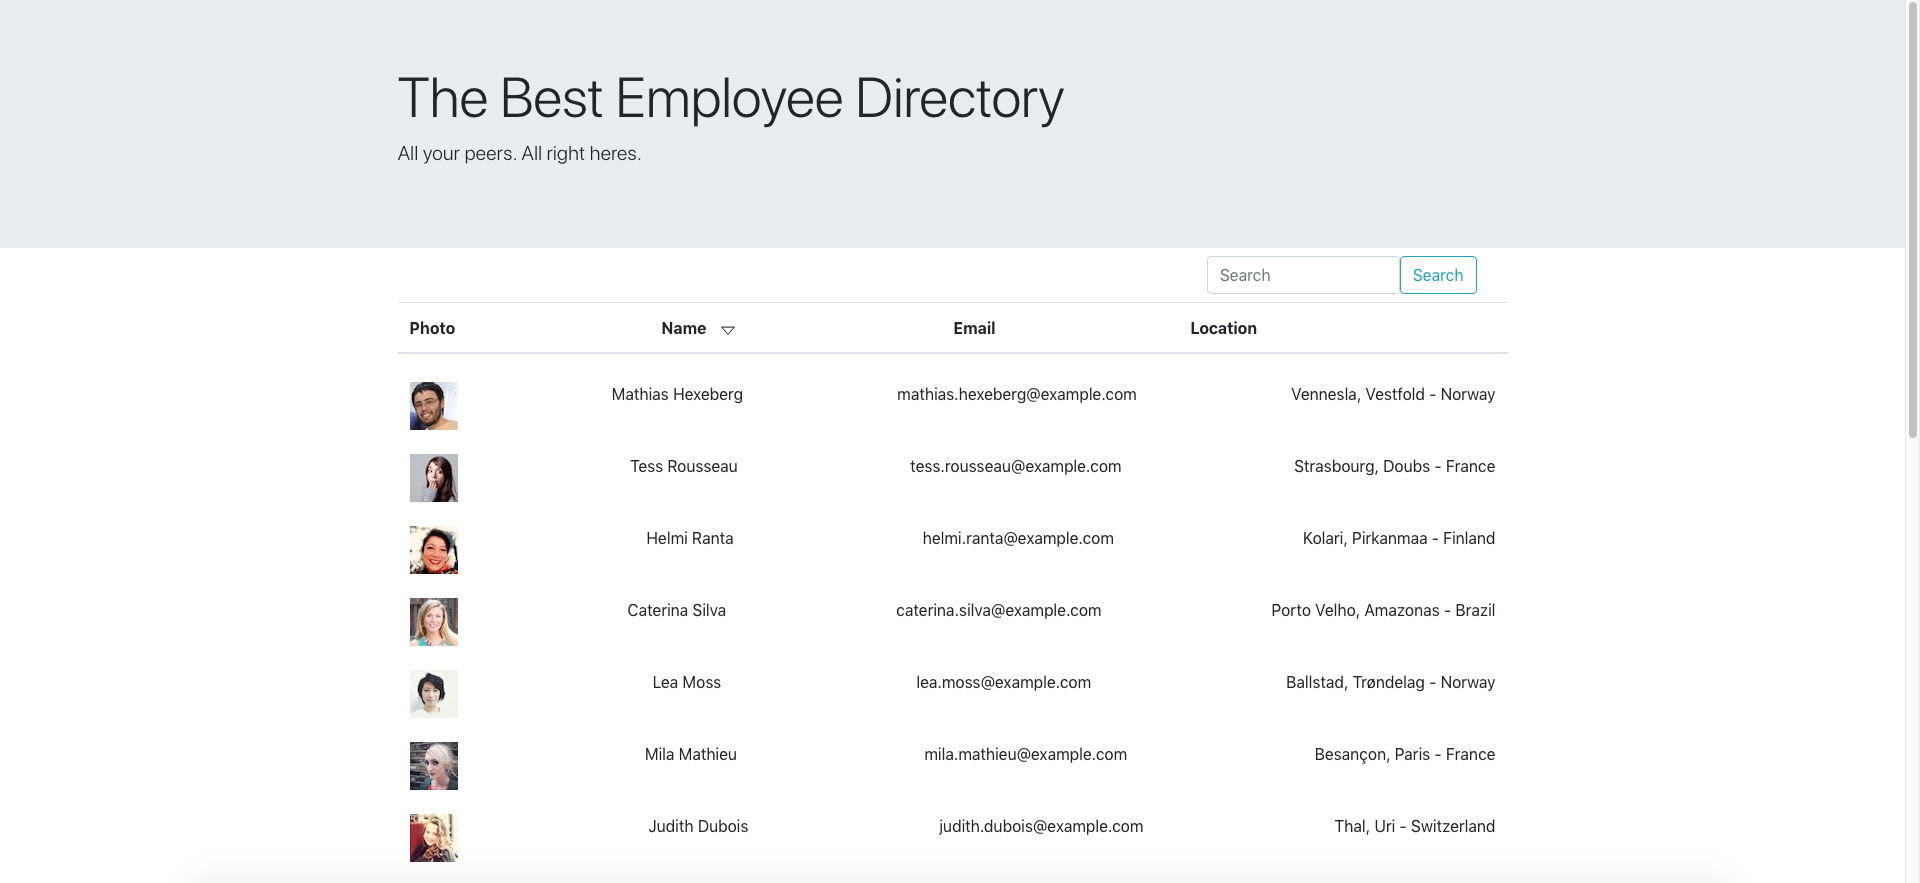 The Best Employee Directory
All your peers. All right heres.
Search Search
Photo Name Email Location
Mathias Hexeberg mathias.hexeberg@example.com Vennesla, Vestfold - Norway
Tess Rousseau tess.rousseau@example.com Strasbourg, Doubs - France
Helmi Ranta helmi.ranta@example.com Kolari, Pirkanmaa - Finland
Caterina Silva caterina.silva@example.com Porto Velho, Amazonas - Brazil
Lea Moss lea.moss@example.com Ballstad, Trøndelag - Norway
Mila Mathieu mila.mathieu@example.com Besançon, Paris - France
Judith Dubois judith.dubois@example.com Thal, Uri - Switzerland